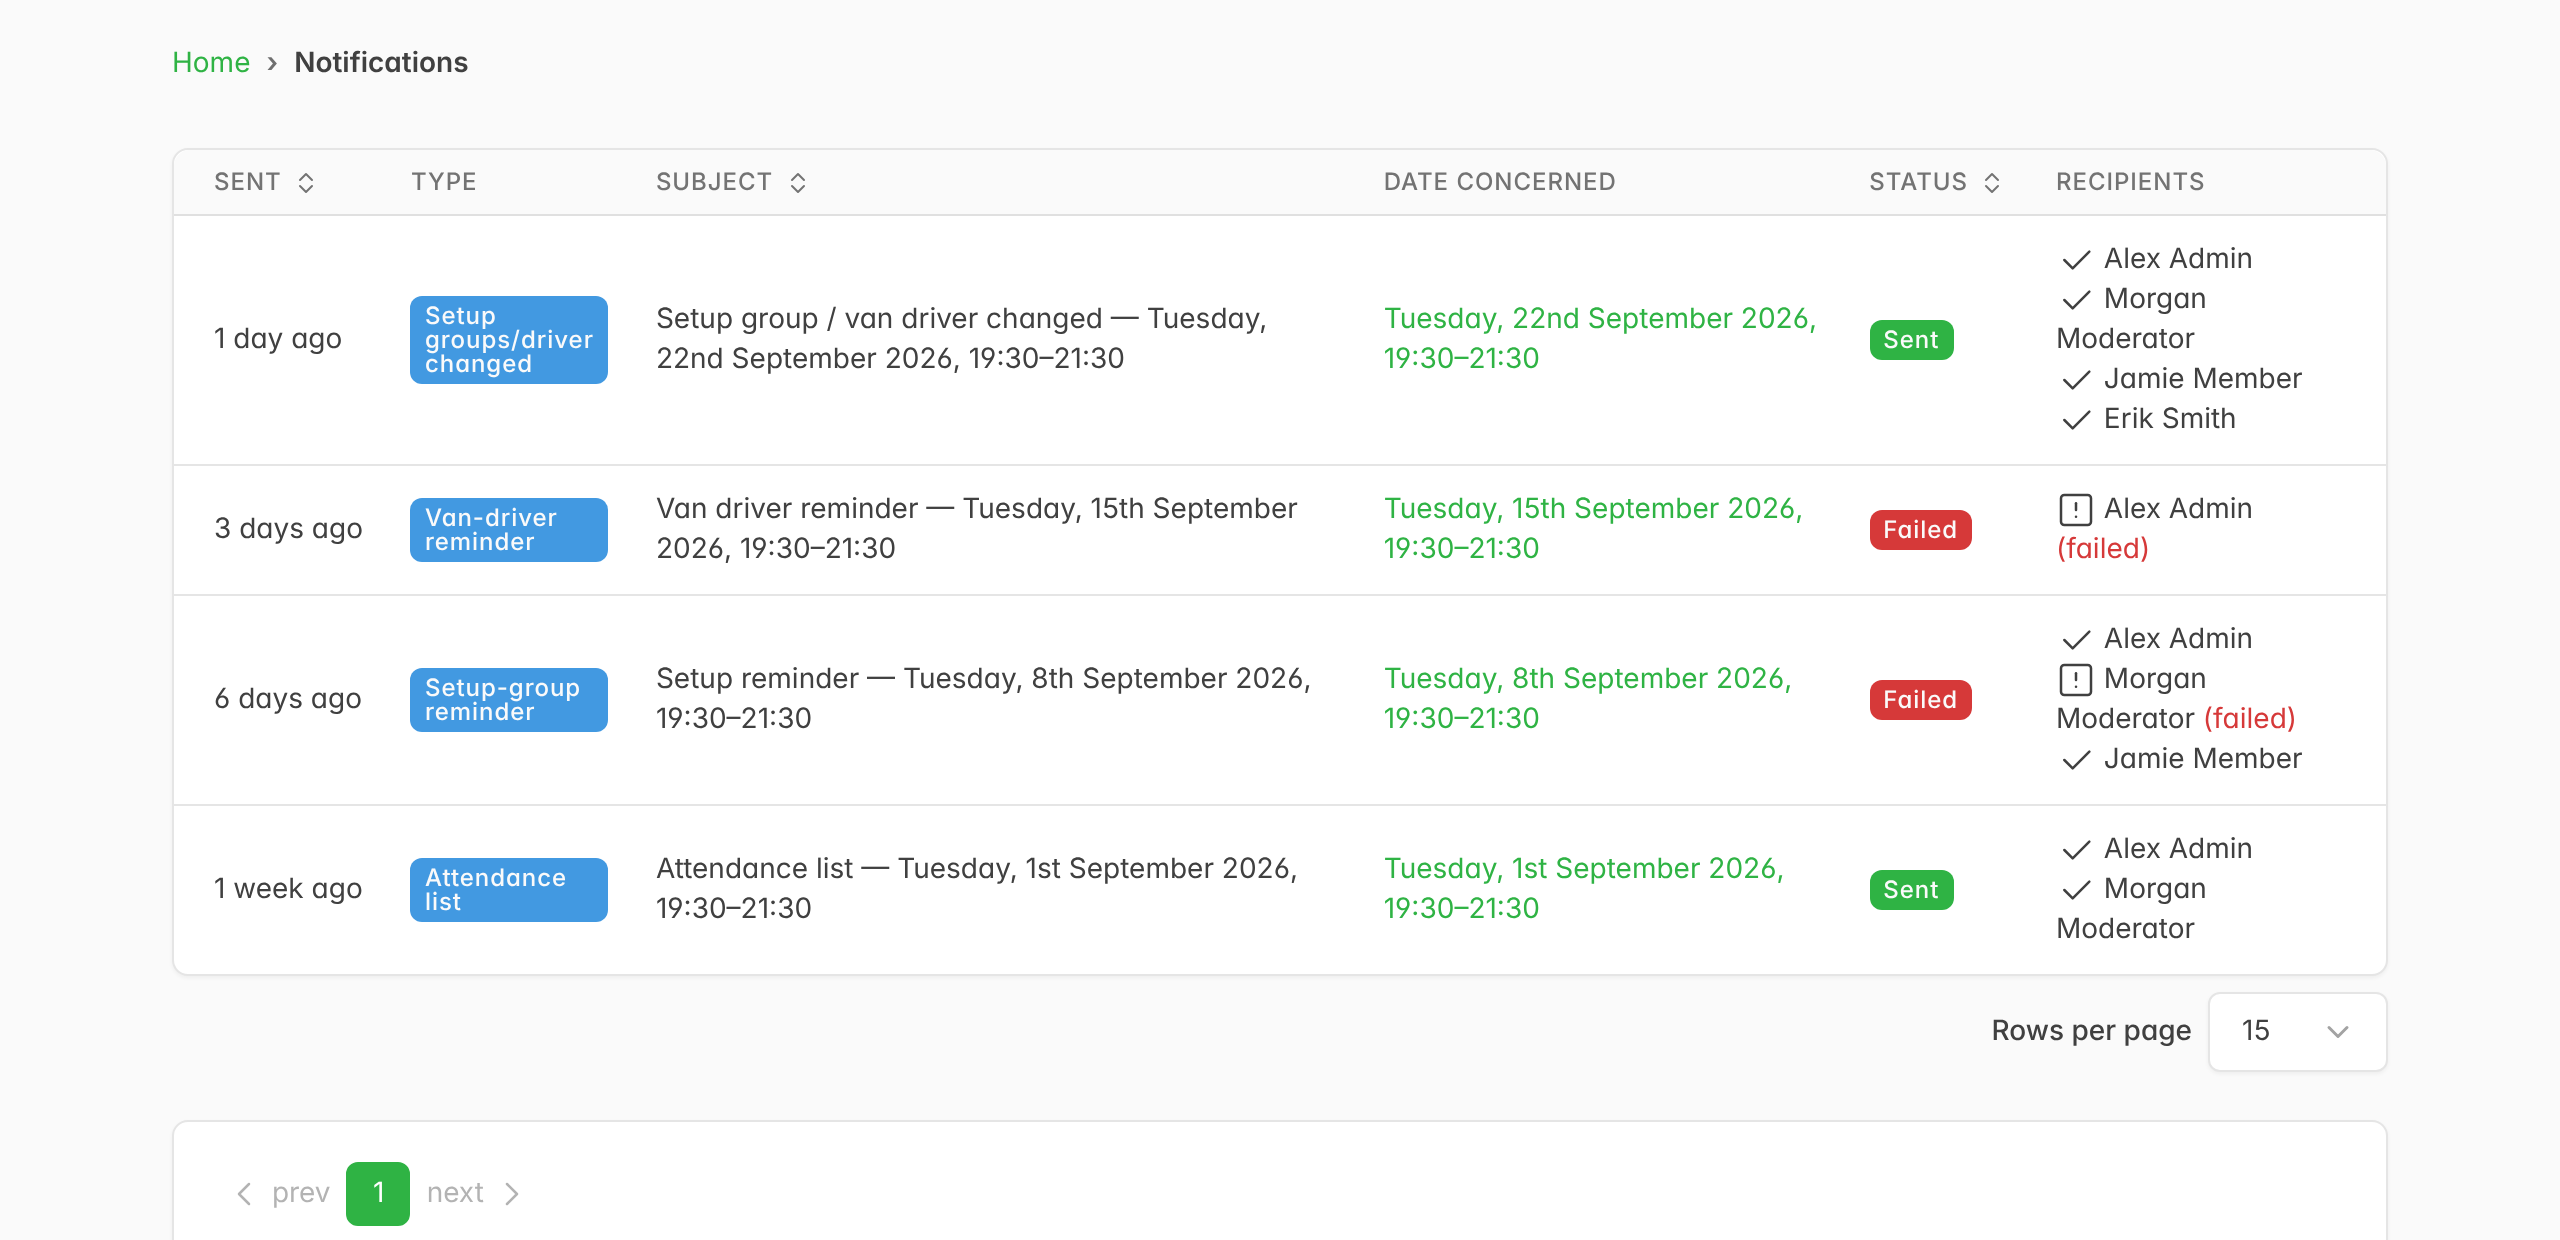 Home › Notifications
SENT TYPE SUBJECT DATE CONCERNED STATUS RECIPIENTS
1 day ago
Setup
groups/driver
changed
Setup group / van driver changed — Tuesday,
22nd September 2026, 19:30–21:30
Tuesday, 22nd September 2026,
19:30–21:30
Sent
Alex Admin
Morgan
Moderator
Jamie Member
Erik Smith
3 days ago
Van-driver
reminder
Van driver reminder — Tuesday, 15th September
2026, 19:30–21:30
Tuesday, 15th September 2026,
19:30–21:30
Failed
Alex Admin
(failed)
6 days ago
Setup-group
reminder
Setup reminder — Tuesday, 8th September 2026,
19:30–21:30
Tuesday, 8th September 2026,
19:30–21:30
Failed
Alex Admin
Morgan
Moderator (failed)
Jamie Member
1 week ago
Attendance
list
Attendance list — Tuesday, 1st September 2026,
19:30–21:30
Tuesday, 1st September 2026,
19:30–21:30
Sent
Alex Admin
Morgan
Moderator
Rows per page 15
prev 1 next